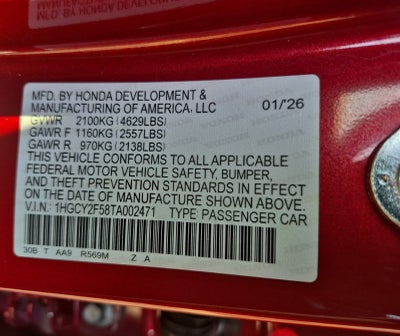 MFD. BY HONDA DEVELOPMENT &
MANUFACTURING OF AMERICA, LLC 01/'26
GVWR 2100KG (4629LBS)
GAWR F 1160KG (2557LBS)
GAWR R 970KG (2138LBS)
THIS VEHICLE CONFORMS TO ALL APPLICABLE
FEDERAL MOTOR VEHICLE SAFETY, BUMPER,
AND THEFT PREVENTION STANDARDS IN EFFECT
ON THE DATE OF MANUFACTURE SHOWN ABOVE.
V.I.N.: 1HGCY2F58TA002471 TYPE: PASSENGER CAR
30B T AA9 R569M Z A